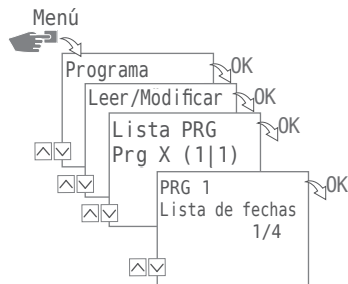 Menú
Programa OK
Leer/Modificar OK
Lista PRG OK
Prg X (1|1)
PRG 1 OK
Lista de fechas
1/4